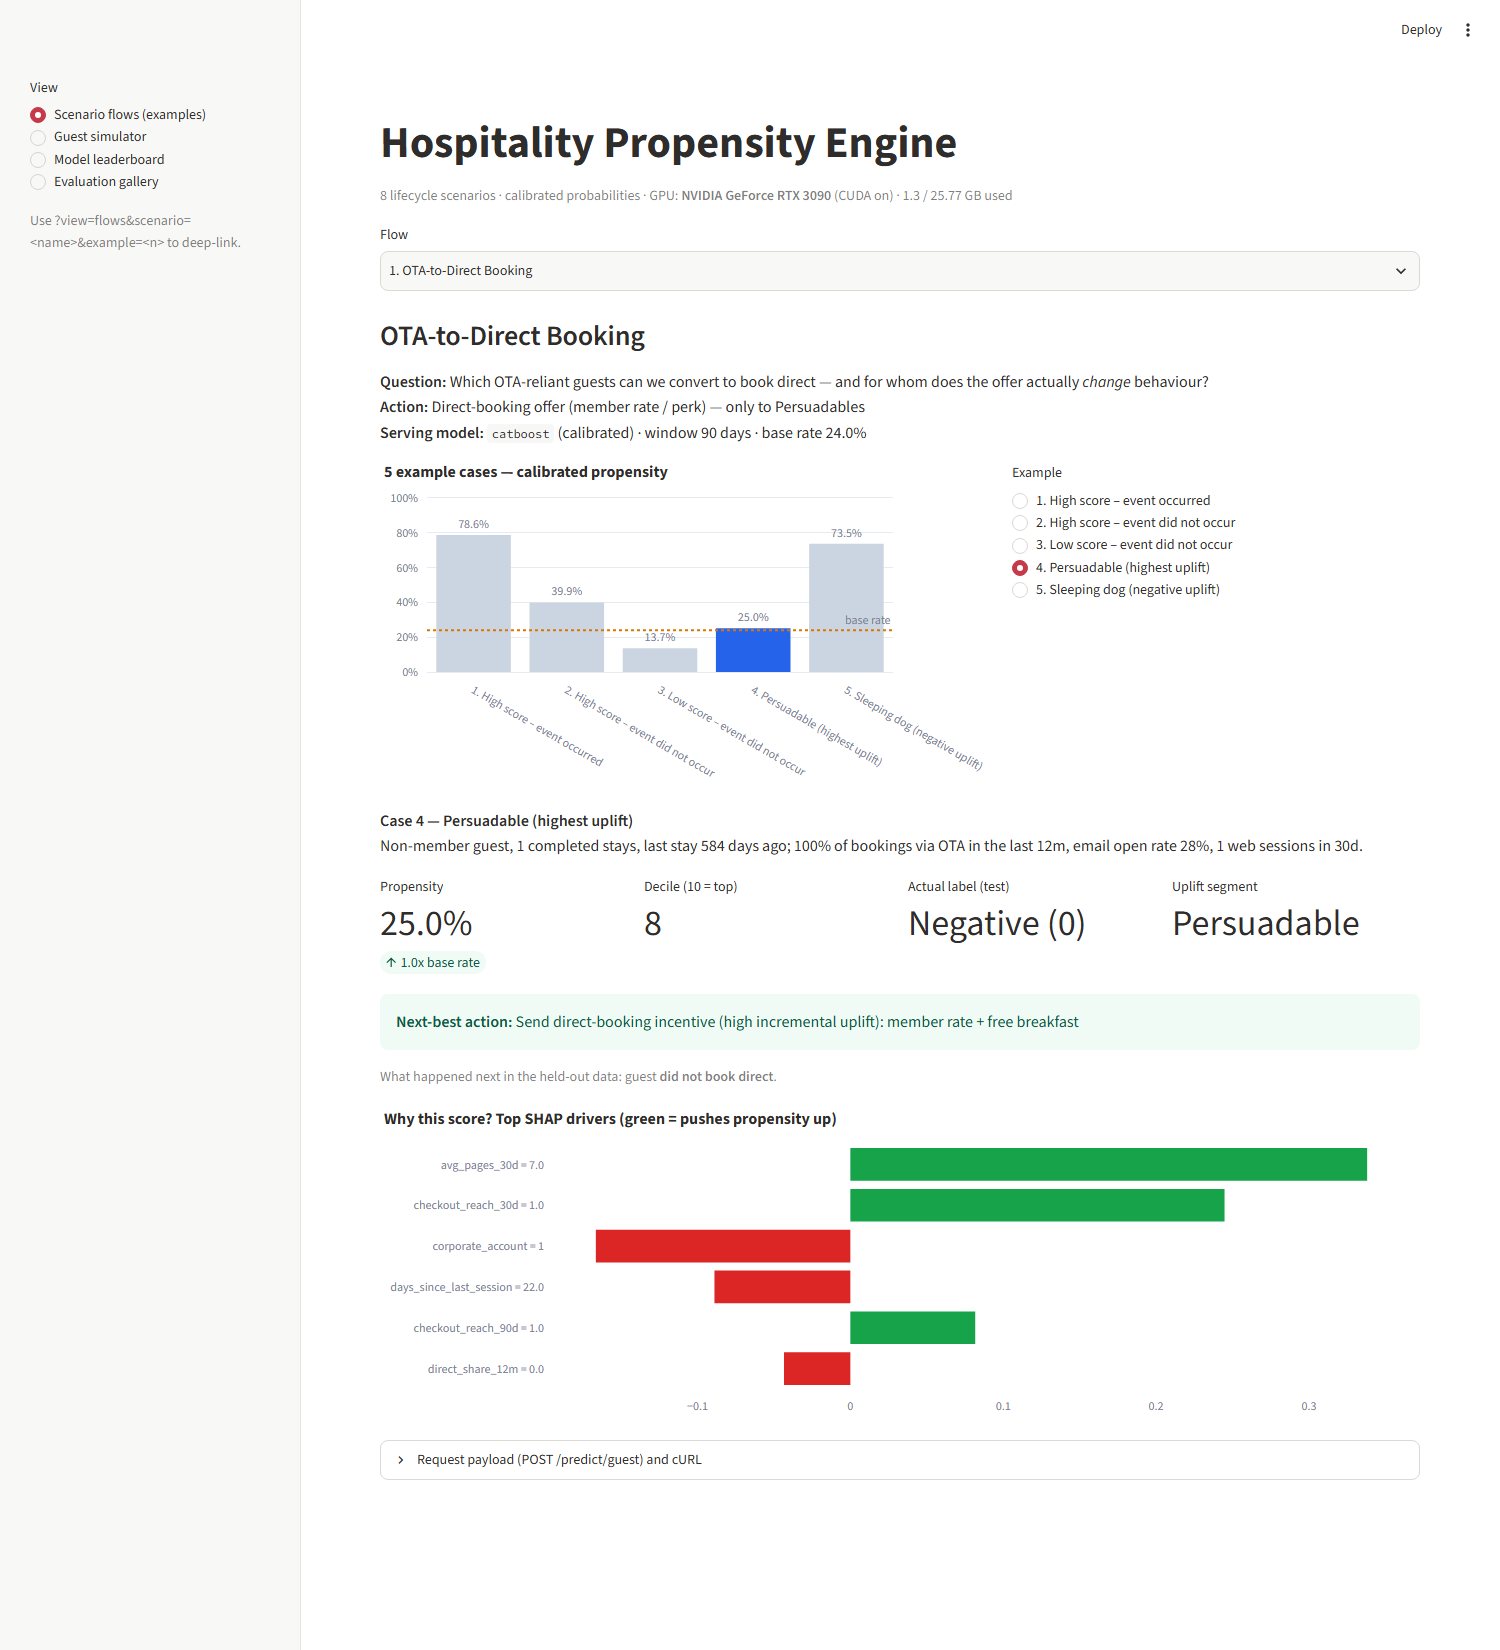 Deploy
View
Scenario flows (examples)
Guest simulator
Model leaderboard
Evaluation gallery
Use ?view=flows&scenario=
<name>&example=<n> to deep-link.
Hospitality Propensity Engine
8 lifecycle scenarios · calibrated probabilities · GPU: NVIDIA GeForce RTX 3090 (CUDA on) · 1.3 / 25.77 GB used
Flow
1. OTA-to-Direct Booking
OTA-to-Direct Booking
Question: Which OTA-reliant guests can we convert to book direct — and for whom does the offer actually change behaviour?
Action: Direct-booking offer (member rate / perk) — only to Persuadables
Serving model: catboost (calibrated) · window 90 days · base rate 24.0%
5 example cases — calibrated propensity
100%
80%
60%
40%
20%
0%
78.6%
39.9%
13.7%
25.0%
73.5%
base rate
1. High score – event occurred
2. High score – event did not occur
3. Low score – event did not occur
4. Persuadable (highest uplift)
5. Sleeping dog (negative uplift)
Example
1. High score – event occurred
2. High score – event did not occur
3. Low score – event did not occur
4. Persuadable (highest uplift)
5. Sleeping dog (negative uplift)
Case 4 — Persuadable (highest uplift)
Non-member guest, 1 completed stays, last stay 584 days ago; 100% of bookings via OTA in the last 12m, email open rate 28%, 1 web sessions in 30d.
Propensity
25.0%
↑ 1.0x base rate
Decile (10 = top)
8
Actual label (test)
Negative (0)
Uplift segment
Persuadable
Next-best action: Send direct-booking incentive (high incremental uplift): member rate + free breakfast
What happened next in the held-out data: guest did not book direct.
Why this score? Top SHAP drivers (green = pushes propensity up)
avg_pages_30d = 7.0
checkout_reach_30d = 1.0
corporate_account = 1
days_since_last_session = 22.0
checkout_reach_90d = 1.0
direct_share_12m = 0.0
−0.1
0
0.1
0.2
0.3
Request payload (POST /predict/guest) and cURL